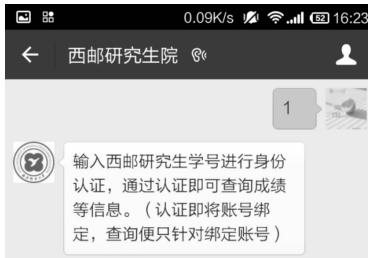 0.09K/s 52 16:23
西邮研究生院
1
输入西邮研究生学号进行身份
认证，通过认证即可查询成绩
等信息。（认证即将账号绑
定，查询便只针对绑定账号）